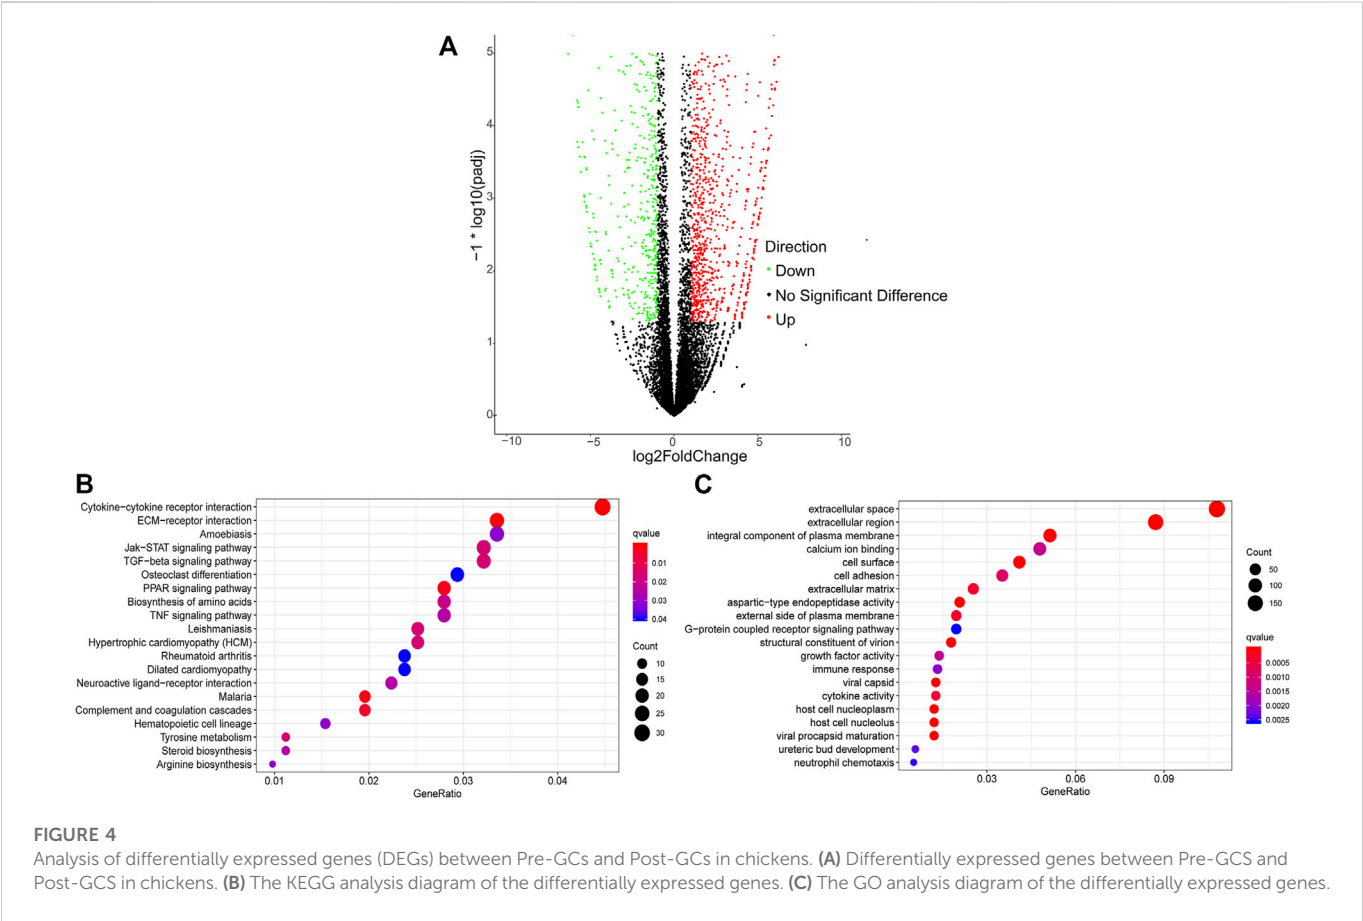 A
5
4
3
2
1
0
−1 * log10(padj)
Direction
Down
No Significant Difference
Up
−10
−5
0
5
10
log2FoldChange
B
Cytokine−cytokine receptor interaction
ECM−receptor interaction
Amoebiasis
Jak−STAT signaling pathway
TGF−beta signaling pathway
Osteoclast differentiation
PPAR signaling pathway
Biosynthesis of amino acids
TNF signaling pathway
Leishmaniasis
Hypertrophic cardiomyopathy (HCM)
Rheumatoid arthritis
Dilated cardiomyopathy
Neuroactive ligand−receptor interaction
Malaria
Complement and coagulation cascades
Hematopoietic cell lineage
Tyrosine metabolism
Steroid biosynthesis
Arginine biosynthesis
0.01
0.02
0.03
0.04
GeneRatio
qvalue
0.01
0.02
0.03
0.04
Count
10
15
20
25
30
C
extracellular space
extracellular region
integral component of plasma membrane
calcium ion binding
cell surface
cell adhesion
extracellular matrix
aspartic−type endopeptidase activity
external side of plasma membrane
G−protein coupled receptor signaling pathway
structural constituent of virion
growth factor activity
immune response
viral capsid
cytokine activity
host cell nucleoplasm
host cell nucleolus
viral procapsid maturation
ureteric bud development
neutrophil chemotaxis
0.03
0.06
0.09
GeneRatio
Count
50
100
150
qvalue
0.0005
0.0010
0.0015
0.0020
0.0025
FIGURE 4
Analysis of differentially expressed genes (DEGs) between Pre-GCs and Post-GCs in chickens. (A) Differentially expressed genes between Pre-GCS and
Post-GCS in chickens. (B) The KEGG analysis diagram of the differentially expressed genes. (C) The GO analysis diagram of the differentially expressed genes.